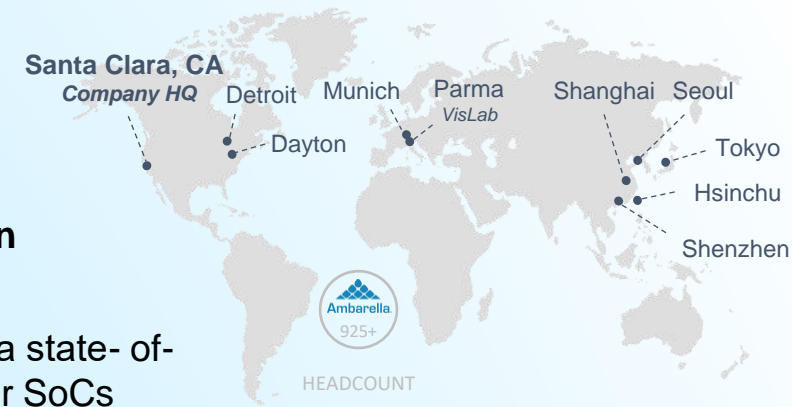 Santa Clara, CA
Company HQ
Detroit
Munich
Parma
VisLab
Shanghai
Seoul
Dayton
Tokyo
Hsinchu
Shenzhen
n
Ambarella
925+
a state- of-
r SoCs
HEADCOUNT